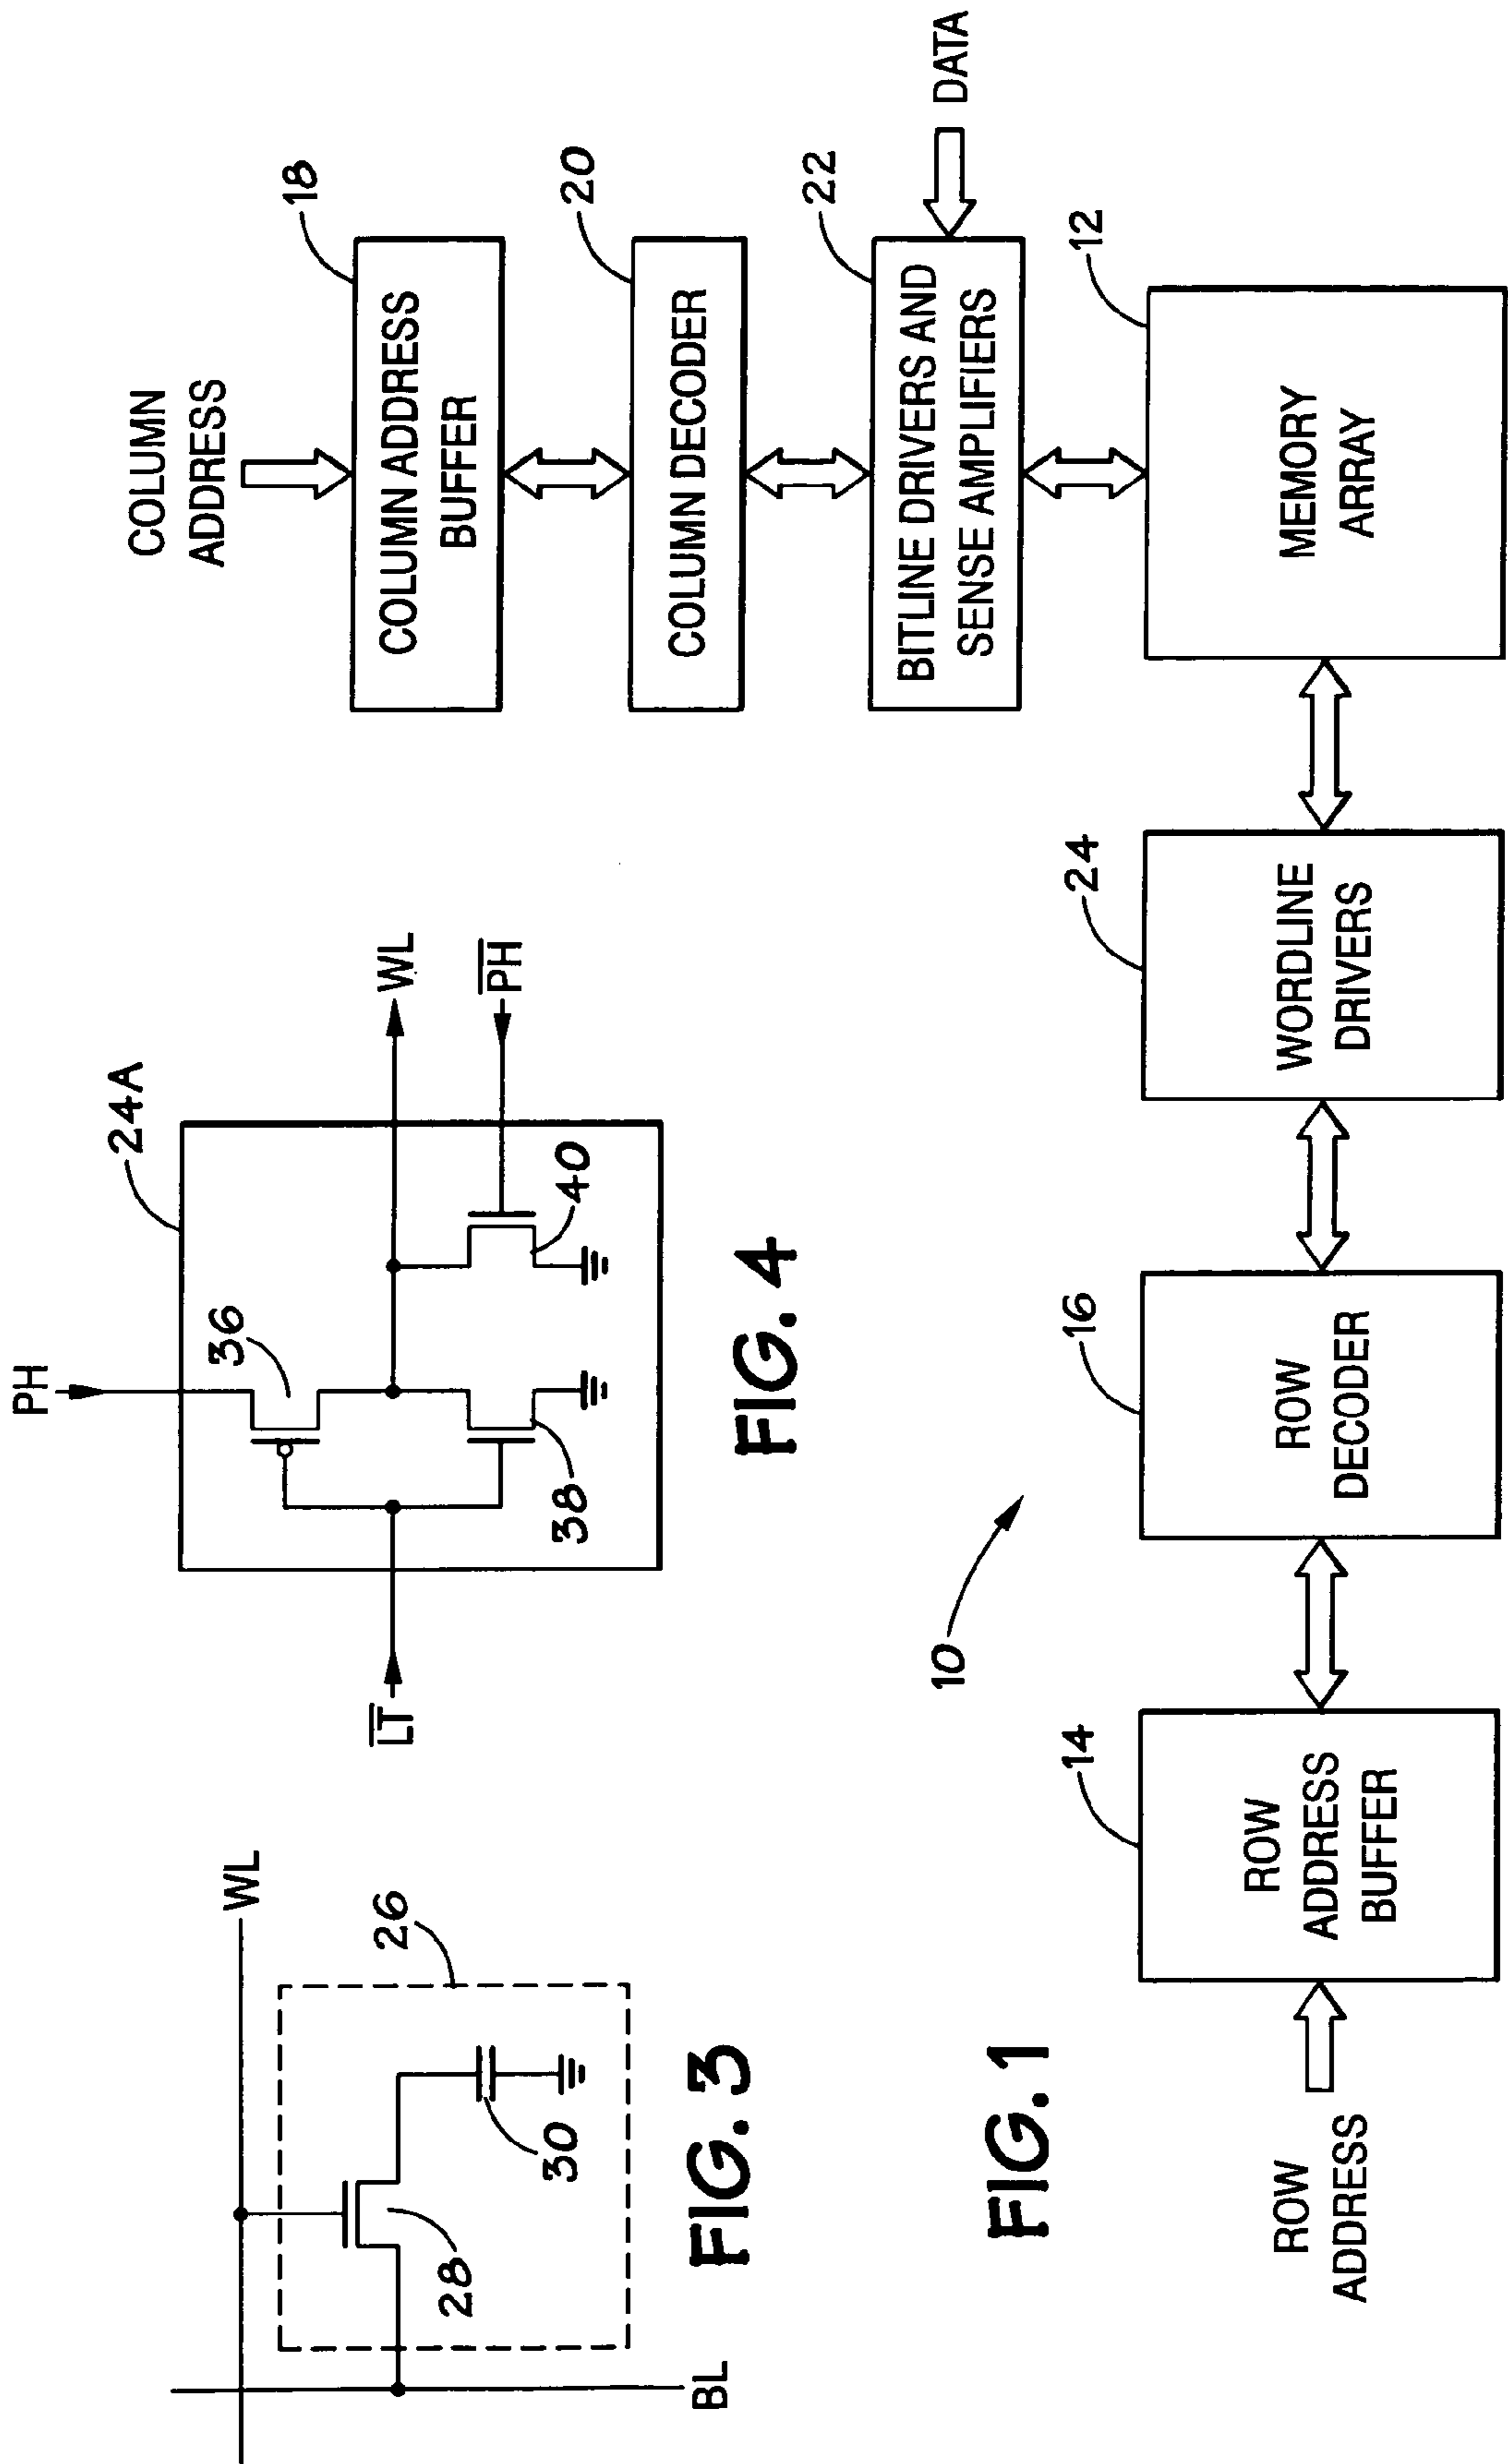 WL
26
30
28
BL
FIG. 3
PH
24A
36
WL
L̅T̅
P̅H̅
38
40
FIG. 4
COLUMN
ADDRESS
18
COLUMN ADDRESS
BUFFER
20
COLUMN DECODER
22
BITLINE DRIVERS AND
SENSE AMPLIFIERS
DATA
10
14
16
24
12
ROW
ADDRESS
ROW
ADDRESS
BUFFER
ROW
DECODER
WORDLINE
DRIVERS
MEMORY
ARRAY
FIG. 1